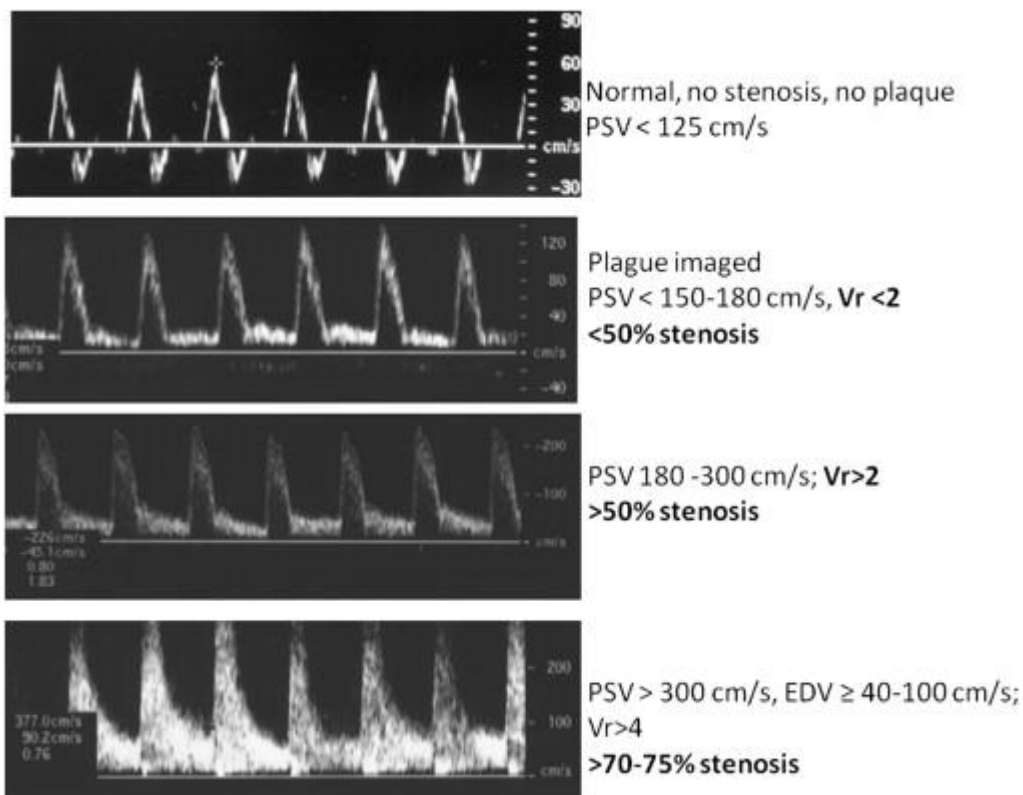 90
60
30
cm/s
-30
Normal, no stenosis, no plaque
PSV < 125 cm/s
120
80
40
cm/s
-40
cm/s
cm/s
Plague imaged
PSV < 150-180 cm/s, Vr <2
<50% stenosis
-200
-100
cm/s
-226cm/s
-45.1cm/s
0.80
1.83
PSV 180 -300 cm/s; Vr>2
>50% stenosis
200
100
cm/s
377.0cm/s
90.2cm/s
0.76
PSV > 300 cm/s, EDV ≥ 40-100 cm/s;
Vr>4
>70-75% stenosis